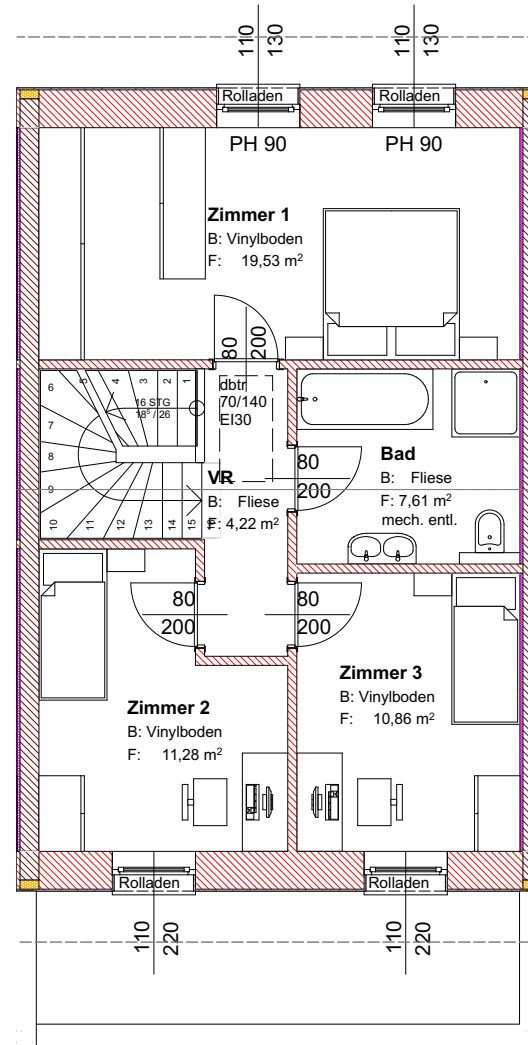 110
130
110
130
Rolladen
Rolladen
PH 90
PH 90
Zimmer 1
B: Vinylboden
F: 19,53 m²
80
200
6
5
4
3
2
1
16 STG
18⁵ / 26
7
8
9
10
11
12
13
14
15
dbtr
70/140
EI30
VR
B: Fliese
F: 4,22 m²
80
200
Bad
B: Fliese
F: 7,61 m²
mech. entl.
80
200
80
200
Zimmer 2
B: Vinylboden
F: 11,28 m²
Zimmer 3
B: Vinylboden
F: 10,86 m²
Rolladen
Rolladen
110
220
110
220